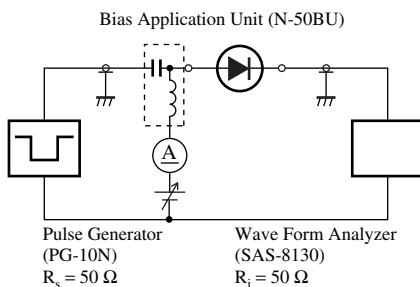 Bias Application Unit (N-50BU)
A
Pulse Generator
(PG-10N)
Rs = 50 Ω
Wave Form Analyzer
(SAS-8130)
Ri = 50 Ω